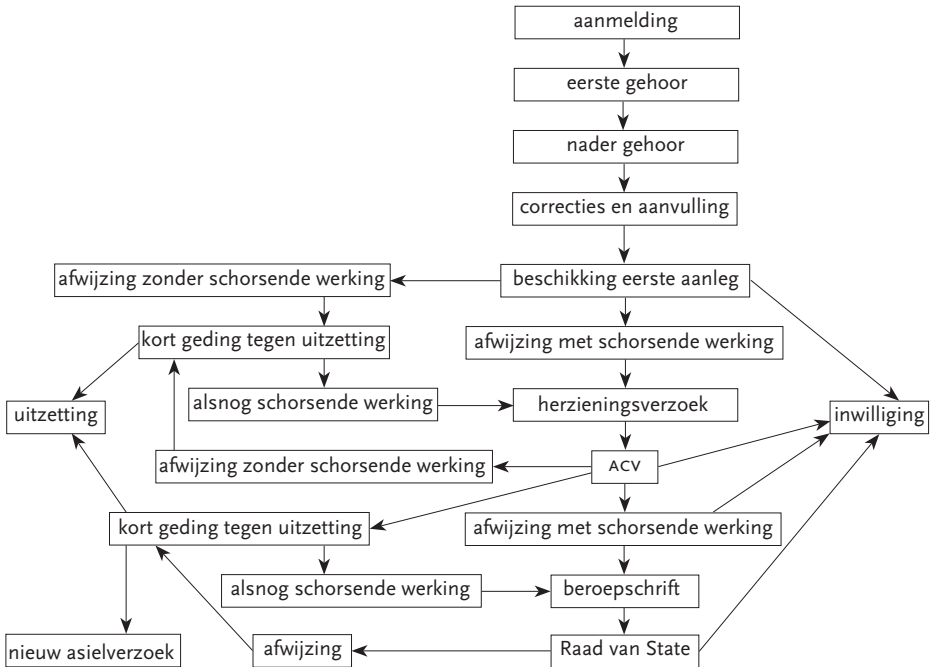 aanmelding
eerste gehoor
nader gehoor
correcties en aanvulling
afwijzing zonder schorsende werking
beschikking eerste aanleg
kort geding tegen uitzetting
afwijzing met schorsende werking
uitzetting
alsnog schorsende werking
herzieningsverzoek
inwilliging
afwijzing zonder schorsende werking
ACV
kort geding tegen uitzetting
afwijzing met schorsende werking
alsnog schorsende werking
beroepschrift
nieuw asielverzoek
afwijzing
Raad van State